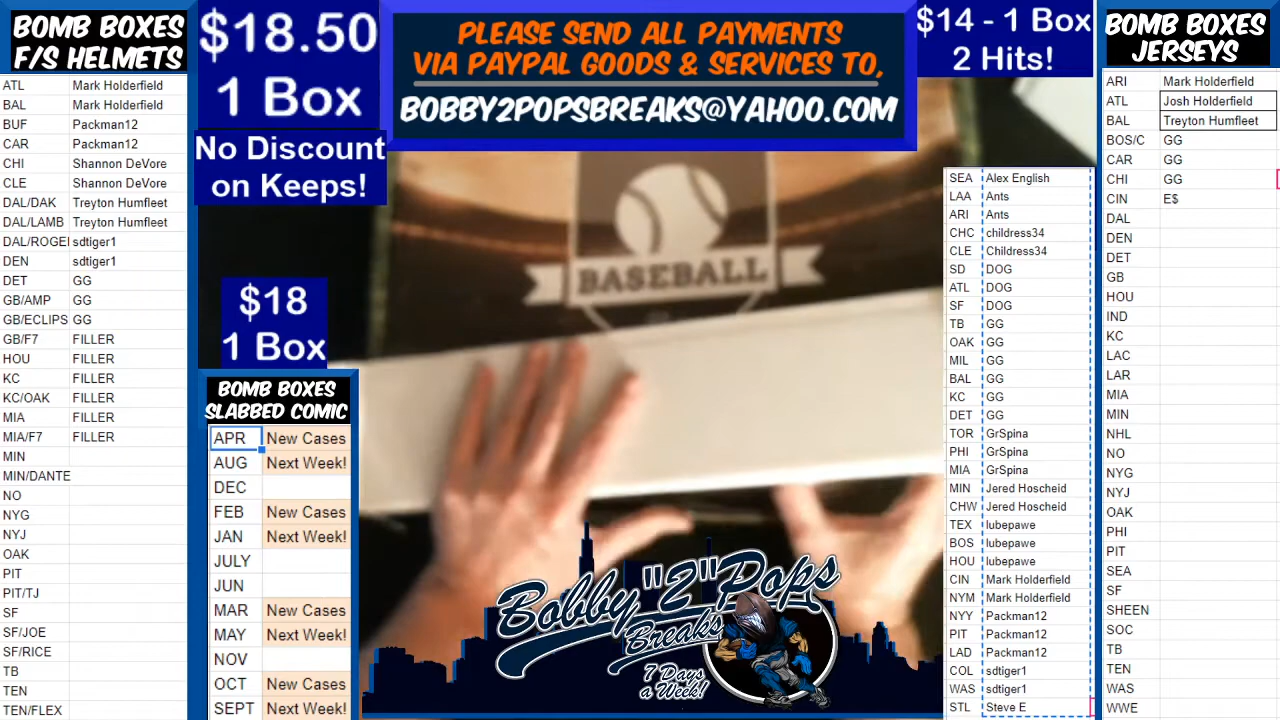 BOMB BOXES
F/S HELMETS
ATL Mark Holderfield
BAL Mark Holderfield
BUF Packman12
CAR Packman12
CHI Shannon DeVore
CLE Shannon DeVore
DAL/DAK Treyton Humfleet
DAL/LAMB Treyton Humfleet
DAL/ROGE sdtiger1
DEN sdtiger1
DET GG
GB/AMP GG
GB/ECLIPS GG
GB/F7 FILLER
HOU FILLER
KC FILLER
KC/OAK FILLER
MIA FILLER
MIA/F7 FILLER
MIN
MIN/DANTE
NO
NYG
NYJ
OAK
PIT
PIT/TJ
SF
SF/JOE
SF/RICE
TB
TEN
TEN/FLEX
$18.50
1 Box
No Discount
on Keeps!
$18
1 Box
BOMB BOXES
SLABBED COMIC
APR New Cases
AUG Next Week!
DEC
FEB New Cases
JAN Next Week!
JULY
JUN
MAR New Cases
MAY Next Week!
NOV
OCT New Cases
SEPT Next Week!
PLEASE SEND ALL PAYMENTS
VIA PAYPAL GOODS & SERVICES TO,
BOBBY2POPSBREAKS@YAHOO.COM
BASEBALL
Bobby "2" Pops
Breaks
7 Days
a Week!
$14 - 1 Box
2 Hits!
SEA Alex English
LAA Ants
ARI Ants
CHC childress34
CLE Childress34
SD DOG
ATL DOG
SF DOG
TB GG
OAK GG
MIL GG
BAL GG
KC GG
DET GG
TOR GrSpina
PHI GrSpina
MIA GrSpina
MIN Jered Hoscheid
CHW Jered Hoscheid
TEX lubepawe
BOS lubepawe
HOU lubepawe
CIN Mark Holderfield
NYM Mark Holderfield
NYY Packman12
PIT Packman12
LAD Packman12
COL sdtiger1
WAS sdtiger1
STL Steve E
BOMB BOXES
JERSEYS
ARI Mark Holderfield
ATL Josh Holderfield
BAL Treyton Humfleet
BOS/C GG
CAR GG
CHI GG
CIN E$
DAL
DEN
DET
GB
HOU
IND
KC
LAC
LAR
MIA
MIN
NHL
NO
NYG
NYJ
OAK
PHI
PIT
SEA
SF
SHEEN
SOC
TB
TEN
WAS
WWE